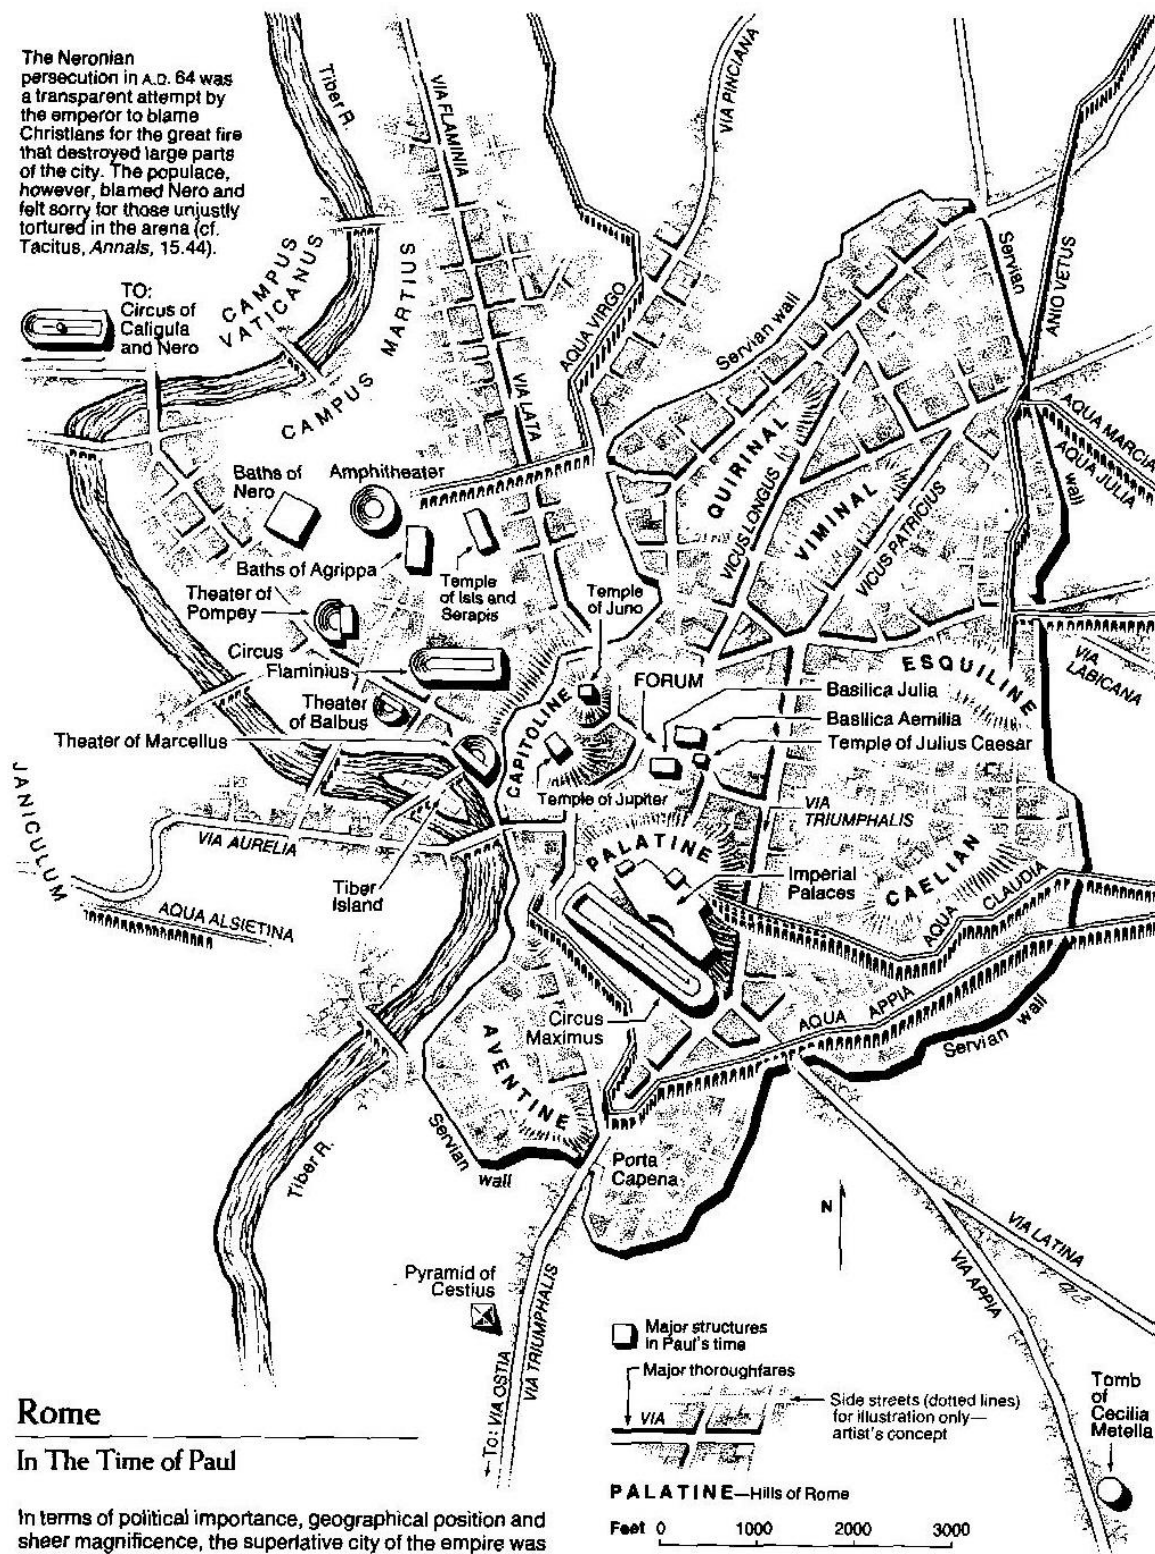 The Neronian
persecution in A.D. 64 was
a transparent attempt by
the emperor to blame
Christians for the great fire
that destroyed large parts
of the city. The populace,
however, blamed Nero and
felt sorry for those unjustly
tortured in the arena (cf.
Tacitus, Annals, 15.44).
TO:
Circus of
Caligula
and Nero
Tiber R.
VIA FLAMINIA
VIA PINCIANA
CAMPUS
VATICANUS
CAMPUS MARTIUS
AQUA VIRGO
VIA LATA
Servian wall
Servian
wall
ANIO VETUS
AQUA MARCIA
AQUA JULIA
QUIRINAL
VICUS LONGUS
VIMINAL
VICUS PATRICIUS
Baths of
Nero
Amphitheater
Baths of Agrippa
Temple
of Isis and
Serapis
Theater of
Pompey
Temple
of Juno
Circus
Flaminius
Theater
of Balbus
Theater of Marcellus
CAPITOLINE
FORUM
ESQUILINE
VIA
LABICANA
Basilica Julia
Basilica Aemilia
Temple of Julius Caesar
Temple of Jupiter
JANICULUM
VIA AURELIA
VIA
TRIUMPHALIS
PALATINE
Imperial
Palaces
CAELIAN
Tiber
Island
AQUA ALSIETINA
AQUA CLAUDIA
AQUA APPIA
Servian wall
Circus
Maximus
AVENTINE
Servian
wall
Tiber R.
Porta
Capena
N
VIA LATINA
VIA APPIA
Pyramid of
Cestius
VIA TRIUMPHALIS
To: VIA OSTIA
Major structures
in Paul's time
Major thoroughfares
VIA
Side streets (dotted lines)
for illustration only—
artist's concept
Tomb
of
Cecilia
Metella
PALATINE—Hills of Rome
Feet 0 1000 2000 3000
Rome
In The Time of Paul
In terms of political importance, geographical position and
sheer magnificence, the superlative city of the empire was